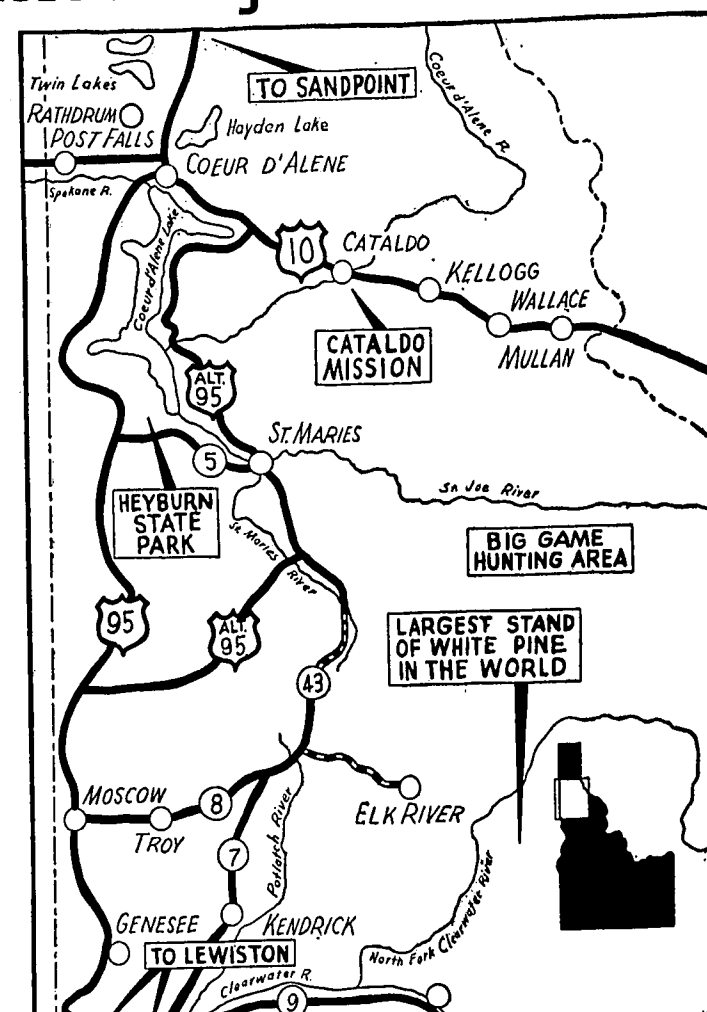 TO SANDPOINT
Twin Lakes
RATHDRUM
POST FALLS
Hayden Lake
Coeur d'Alene R.
COEUR D'ALENE
Spokane R.
Coeur d'Alene Lake
10
CATALDO
KELLOGG
WALLACE
MULLAN
CATALDO
MISSION
ALT.
95
ST. MARIES
5
St. Joe River
HEYBURN
STATE
PARK
St. Maries River
BIG GAME
HUNTING AREA
95
ALT.
95
LARGEST STAND
OF WHITE PINE
IN THE WORLD
43
MOSCOW
8
TROY
ELK RIVER
Potlatch River
7
GENESEE
KENDRICK
TO LEWISTON
North Fork Clearwater River
Clearwater R.
9